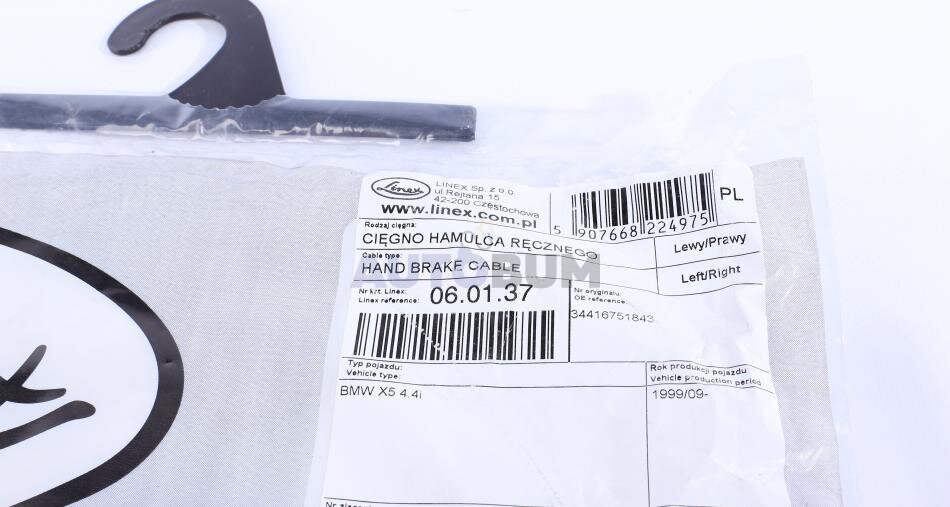 Linex
LINEX Sp. z o.o.
ul. Rejtana 15
42-200 Częstochowa
www.linex.com.pl
5 907668 224975
PL
Rodzaj cięgna:
CIĘGNO HAMULCA RĘCZNEGO
Lewy/Prawy
Cable type:
HAND BRAKE CABLE
Left/Right
AUTOBUM
Nr kat. Linex:
Linex reference:
06.01.37
Nr oryginału:
OE reference:
34416751843
Typ pojazdu:
Vehicle type:
BMW X5 4.4i
Rok produkcji pojazdu:
Vehicle production period
1999/09-